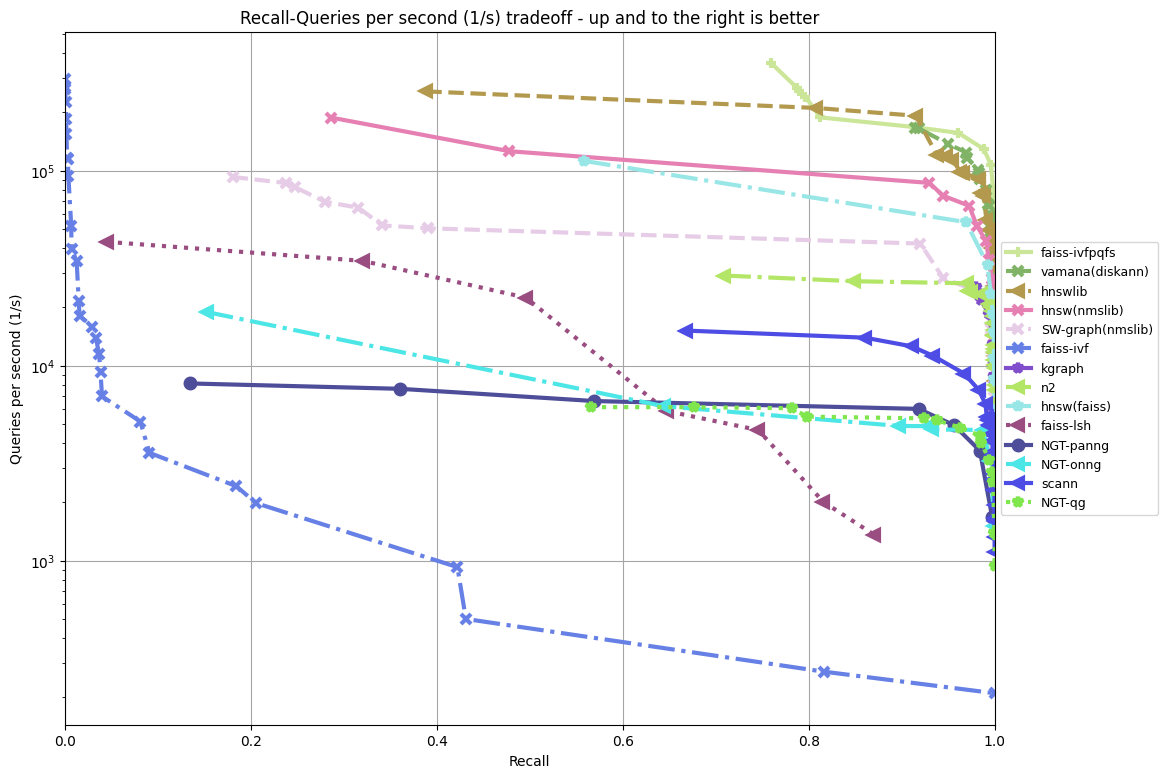 Recall-Queries per second (1/s) tradeoff - up and to the right is better
Queries per second (1/s)
10^5
10^4
10^3
0.0 0.2 0.4 0.6 0.8 1.0
Recall
faiss-ivfpqfs
vamana(diskann)
hnswlib
hnsw(nmslib)
SW-graph(nmslib)
faiss-ivf
kgraph
n2
hnsw(faiss)
faiss-lsh
NGT-panng
NGT-onng
scann
NGT-qg